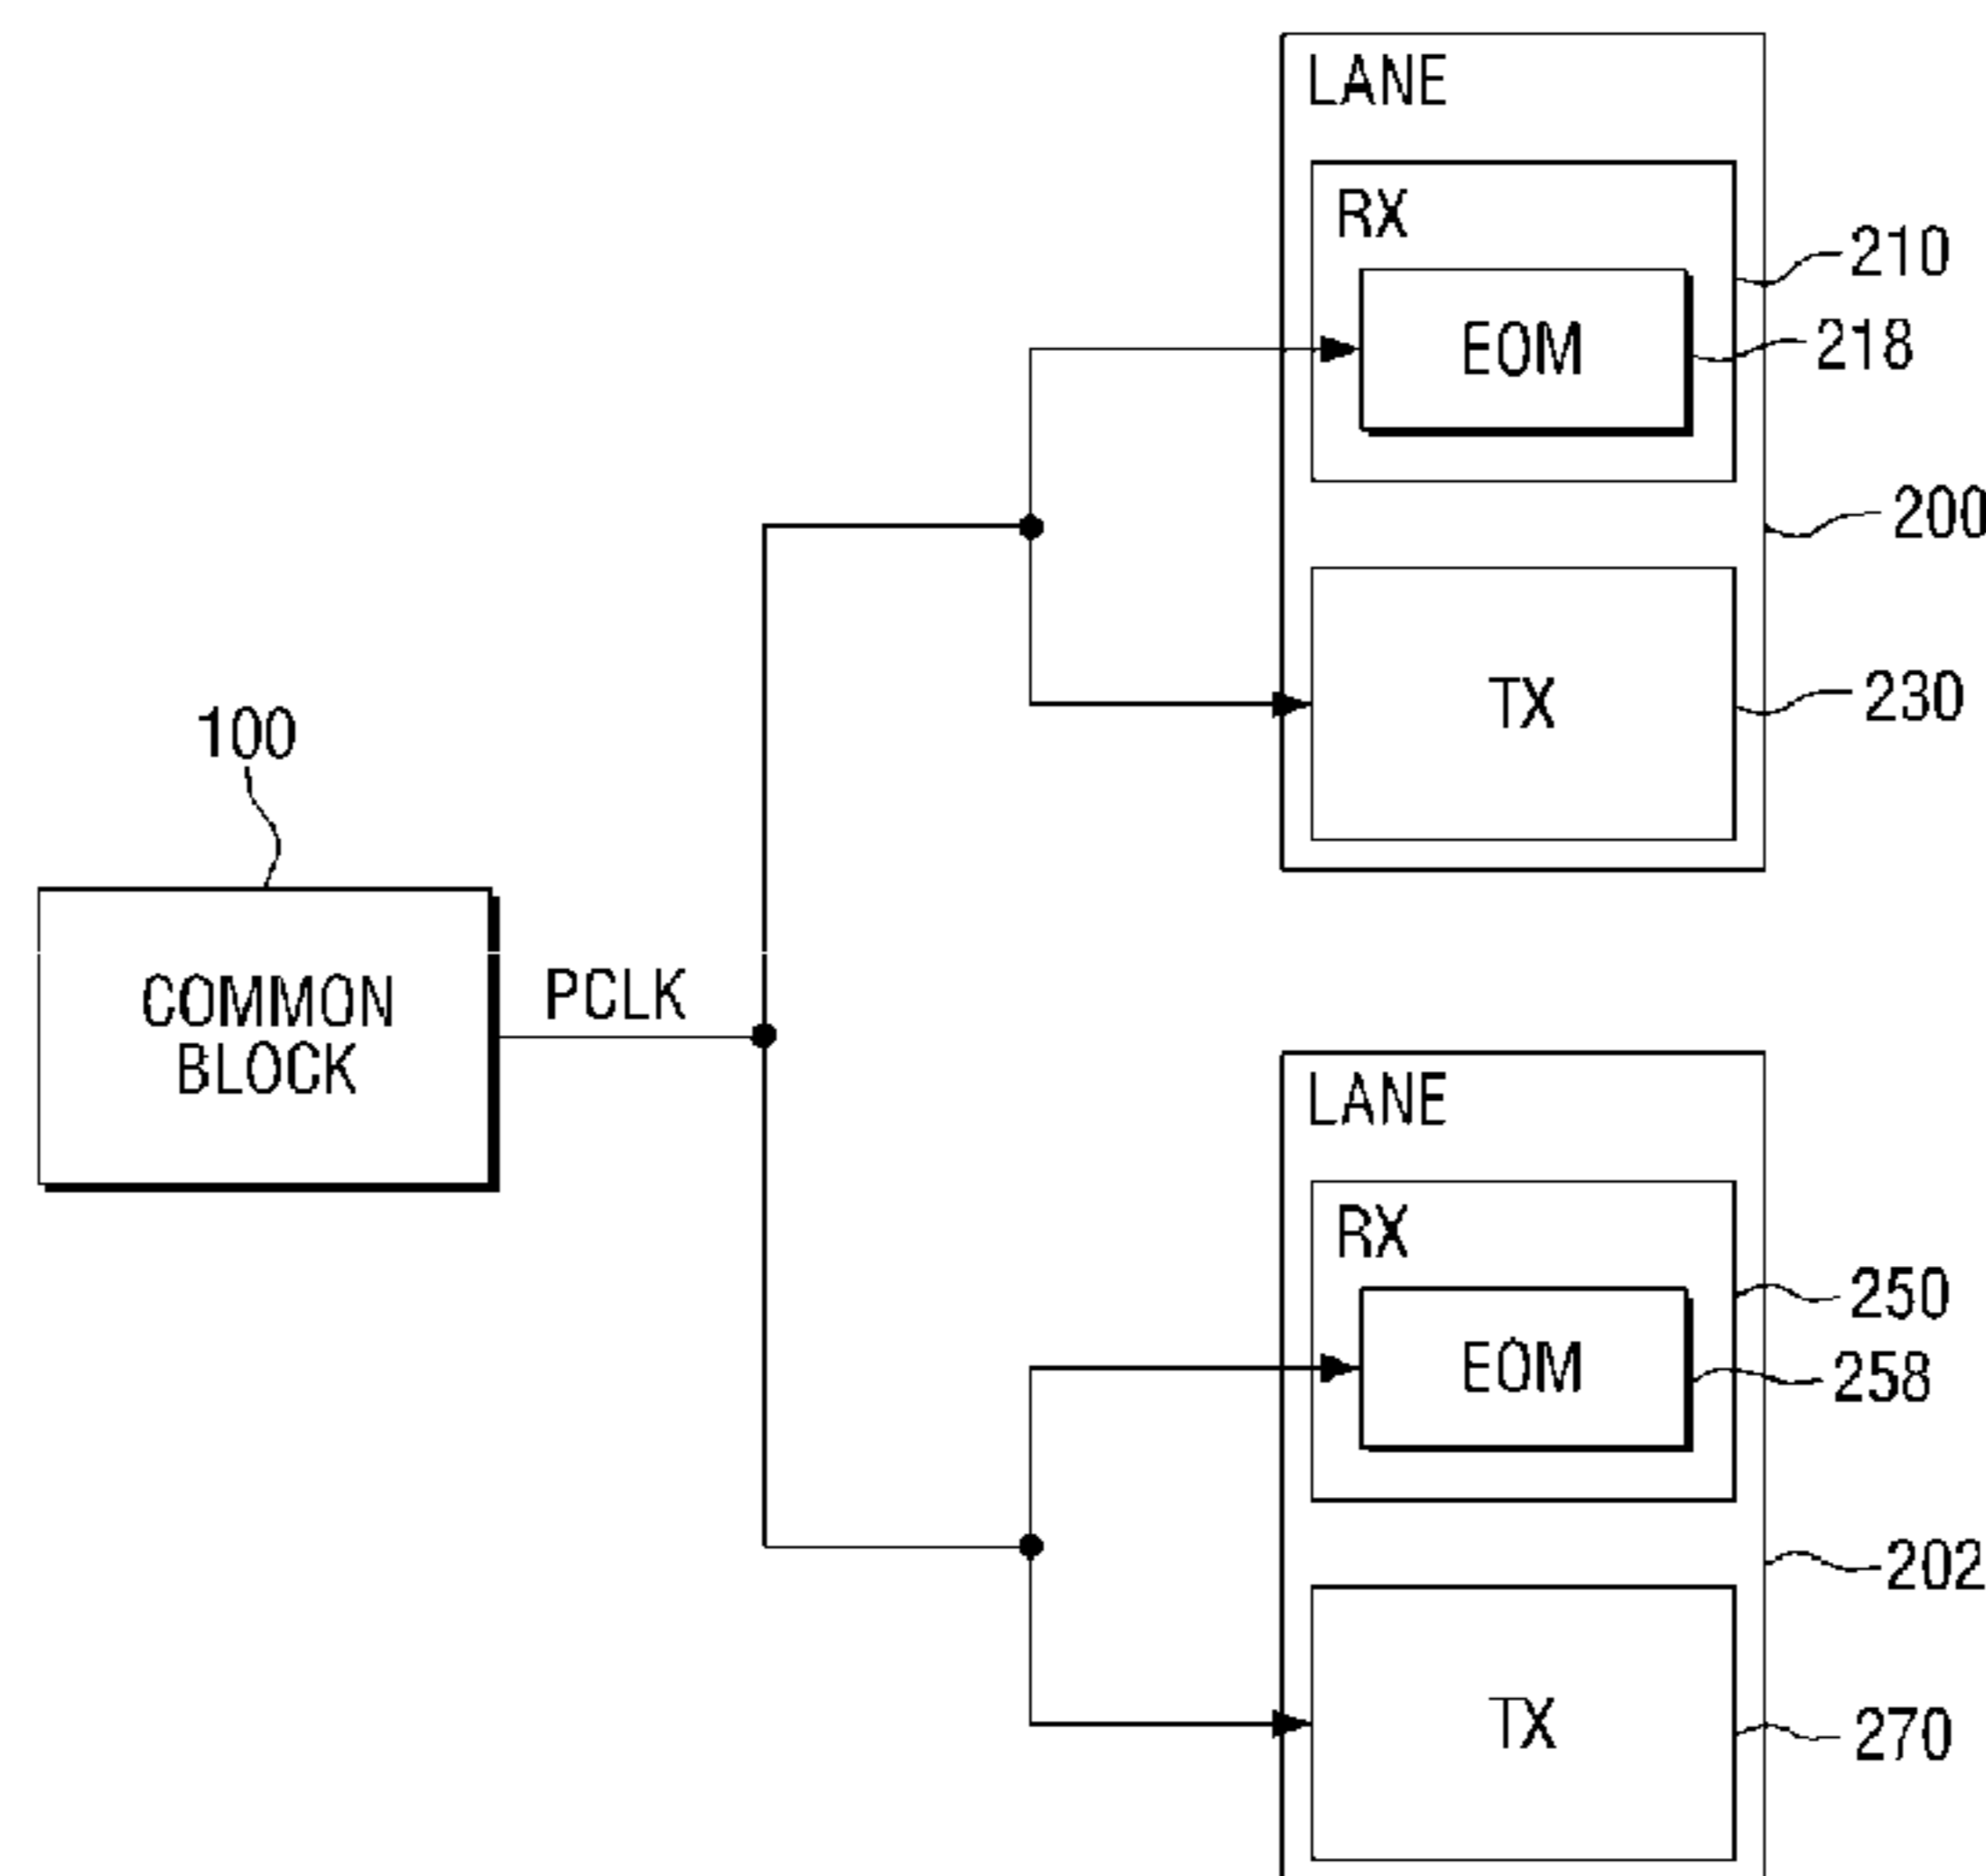 LANE
RX
210
EOM
218
200
TX
230
100
COMMON
BLOCK
PCLK
LANE
RX
250
EOM
258
202
TX
270